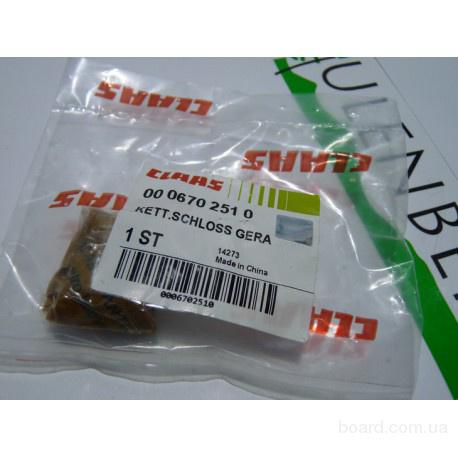 CLAAS
CLAAS
CLAAS
00 0670 251 0
KETT.SCHLOSS GERA
1 ST
14273
Made in China
0006702510
CLAAS
CLAAS
board.com.ua